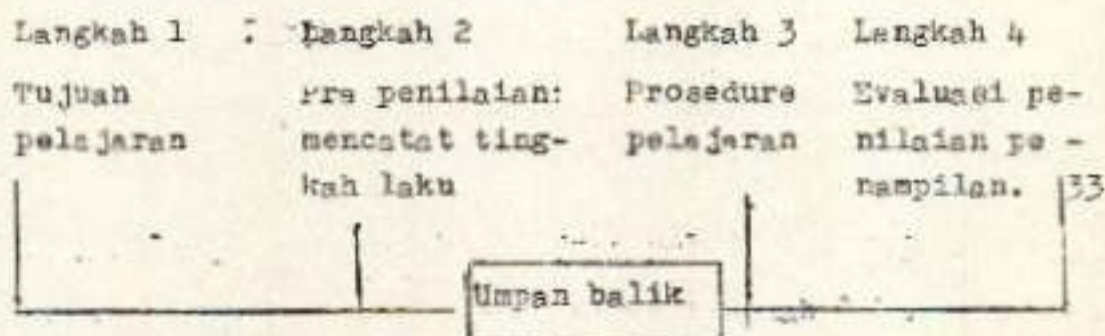 Langkah 1 : Langkah 2 Langkah 3 Langkah 4
Tujuan Pra penilaian: Prosedure Evaluasi pe-
pelajaran mencatat ting- pelajaran nilaian pe -
kah laku nampilan. 33
Umpan balik